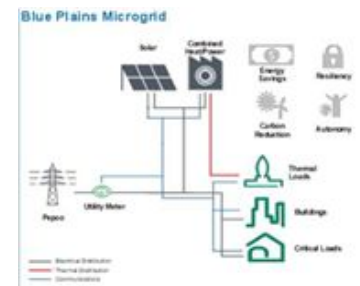 Blue Plains Microgrid
Solar
Combined
Heat/Power
Energy
Savings
Resiliency
Carbon
Reduction
Autonomy
Thermal
Loads
Pepco
Utility Meter
Buildings
Critical Loads
Electrical Distribution
Thermal Distribution
Communications